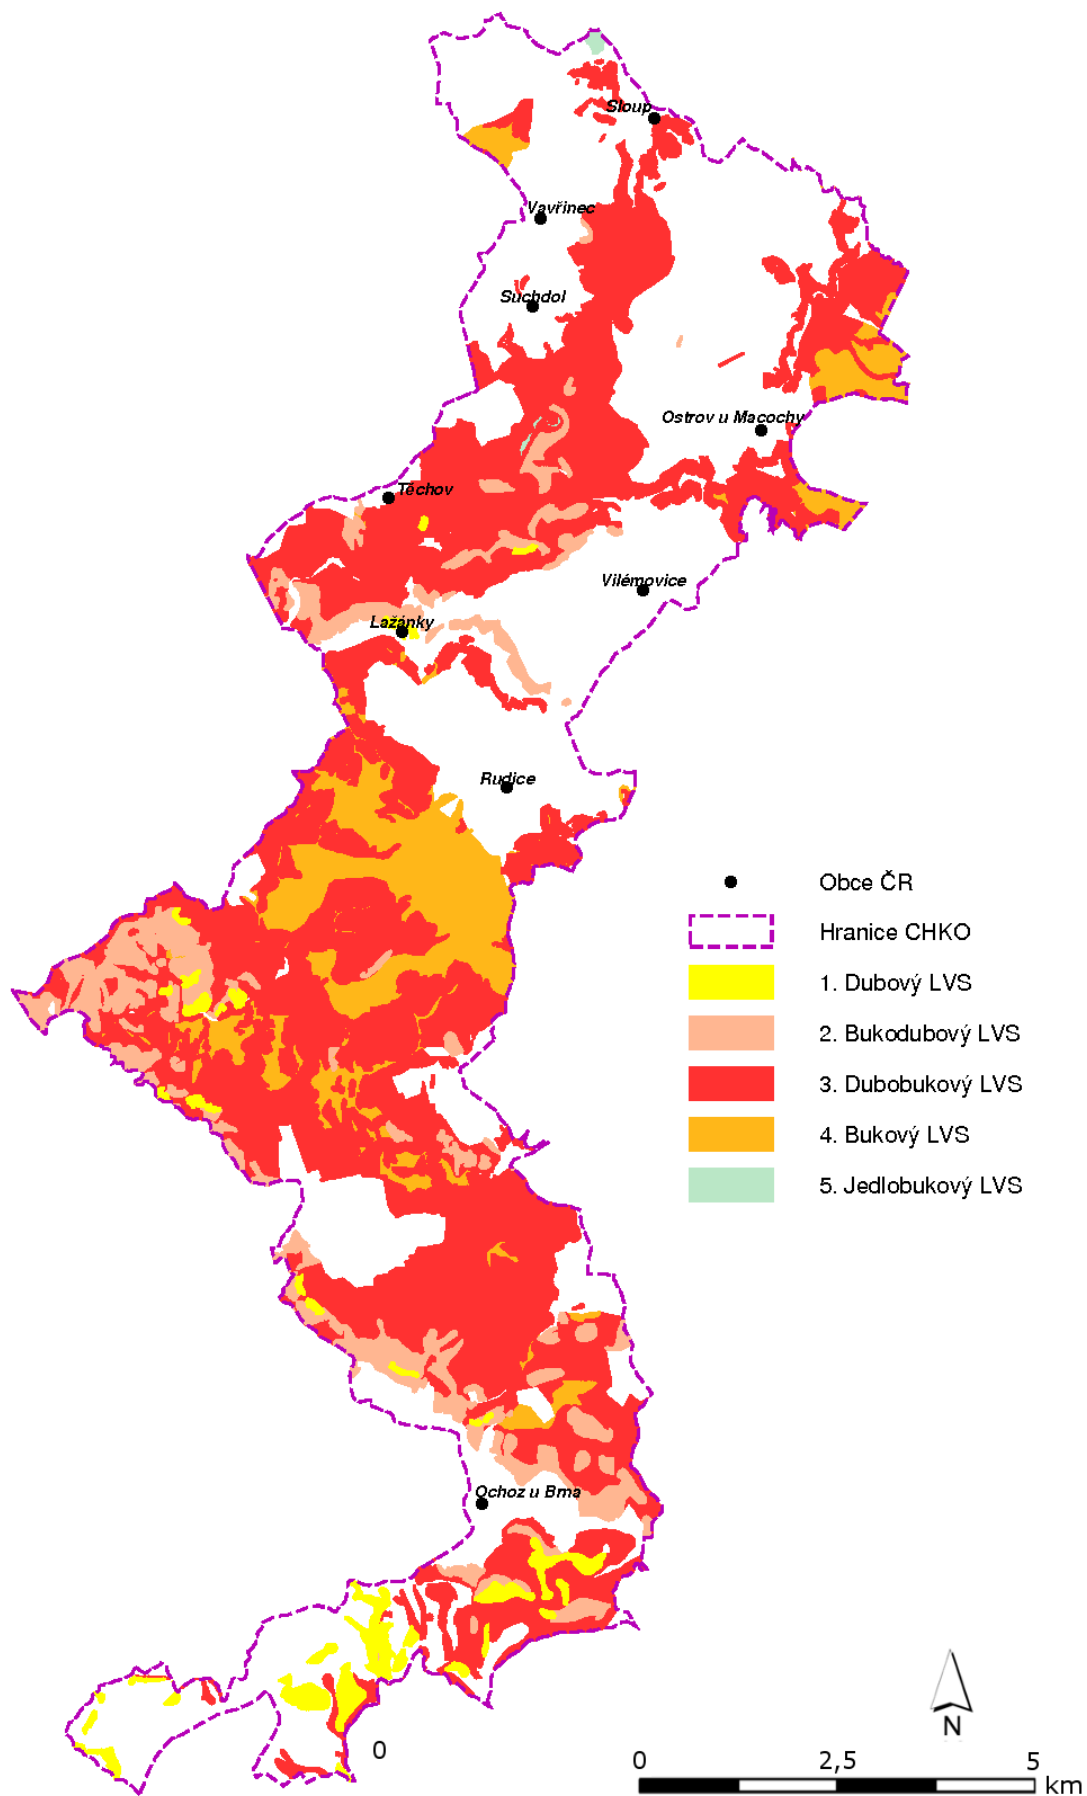 Sloup
Vavřinec
Suchdol
Ostrov u Macochy
Těchov
Vilémovice
Lažánky
Rudice
Obce ČR
Hranice CHKO
1. Dubový LVS
2. Bukodubový LVS
3. Dubobukový LVS
4. Bukový LVS
5. Jedlobukový LVS
Ochoz u Brna
N
0
0 2,5 5
km